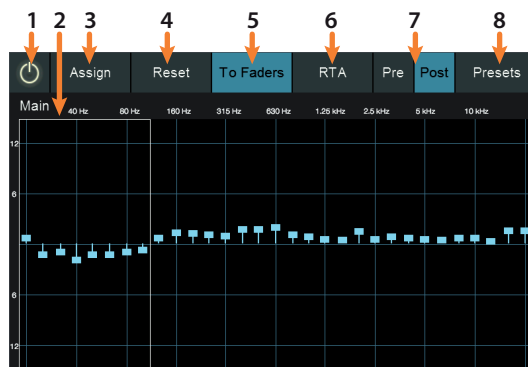 1 2 3 4 5 6 7 8
Assign Reset To Faders RTA Pre Post Presets
Main 40 Hz 80 Hz 160 Hz 315 Hz 630 Hz 1.25 kHz 2.5 kHz 5 kHz 10 kHz
12
6
6
12